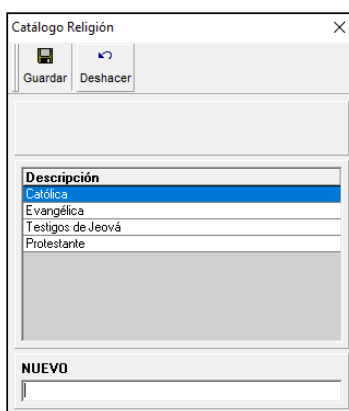 Catálogo Religión
Guardar Deshacer
Descripción
Católica
Evangélica
Testigos de Jeová
Protestante
NUEVO